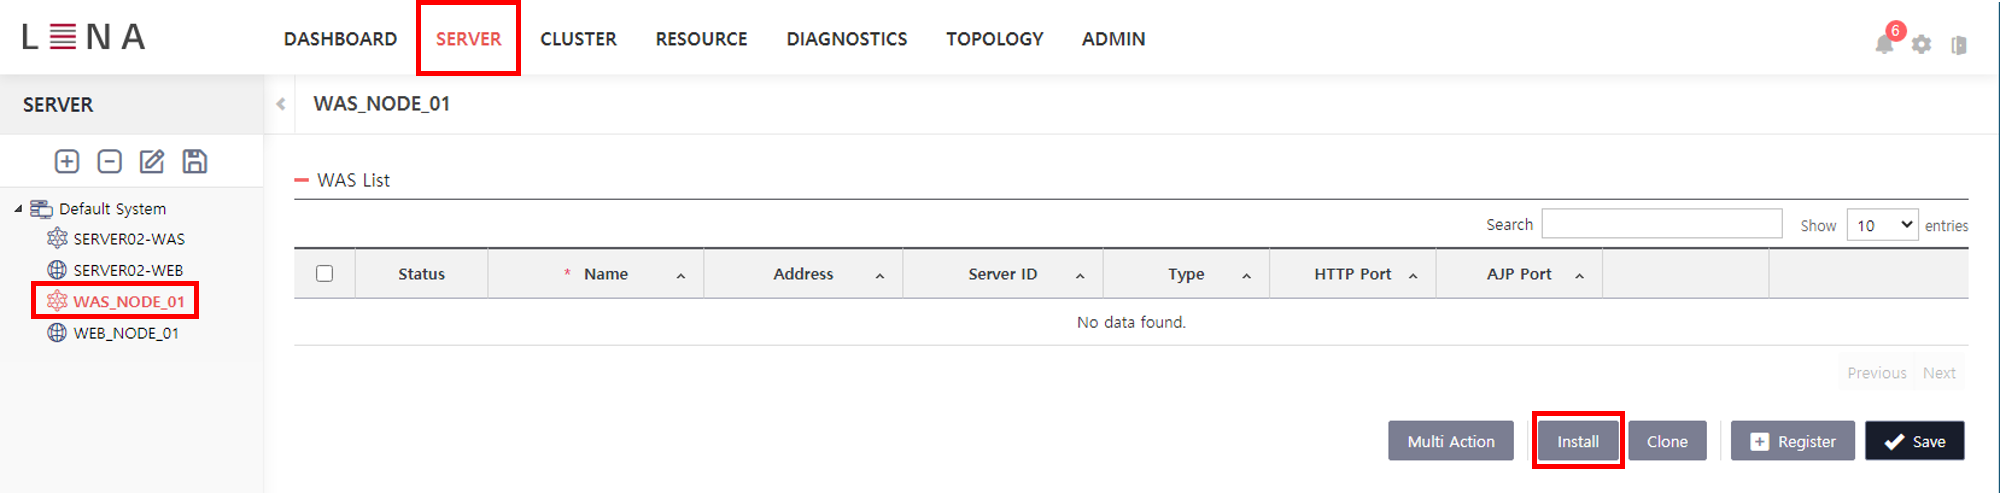 LENA DASHBOARD SERVER CLUSTER RESOURCE DIAGNOSTICS TOPOLOGY ADMIN 6
SERVER
WAS_NODE_01
Default System
SERVER02-WAS
SERVER02-WEB
WAS_NODE_01
WEB_NODE_01
WAS List
Search Show 10 entries
Status * Name Address Server ID Type HTTP Port AJP Port
No data found.
Previous Next
Multi Action Install Clone Register Save